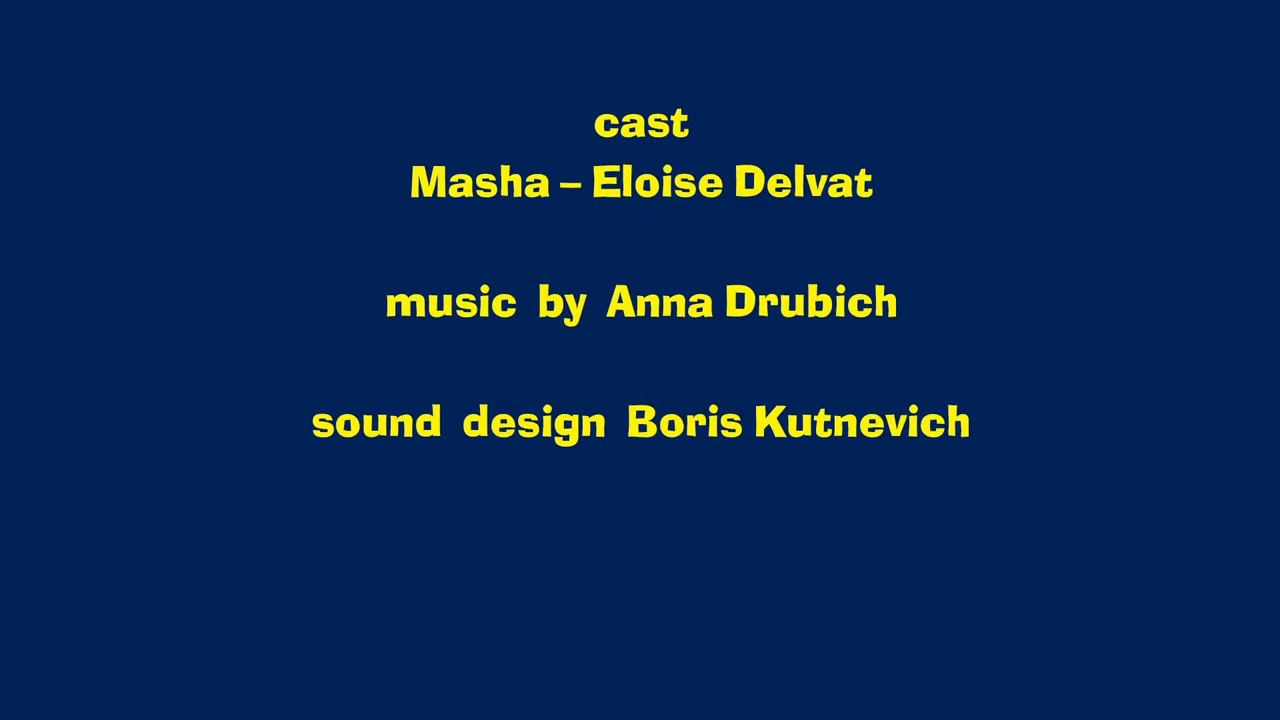 cast
Masha – Eloise Delvat
music by Anna Drubich
sound design Boris Kutnevich